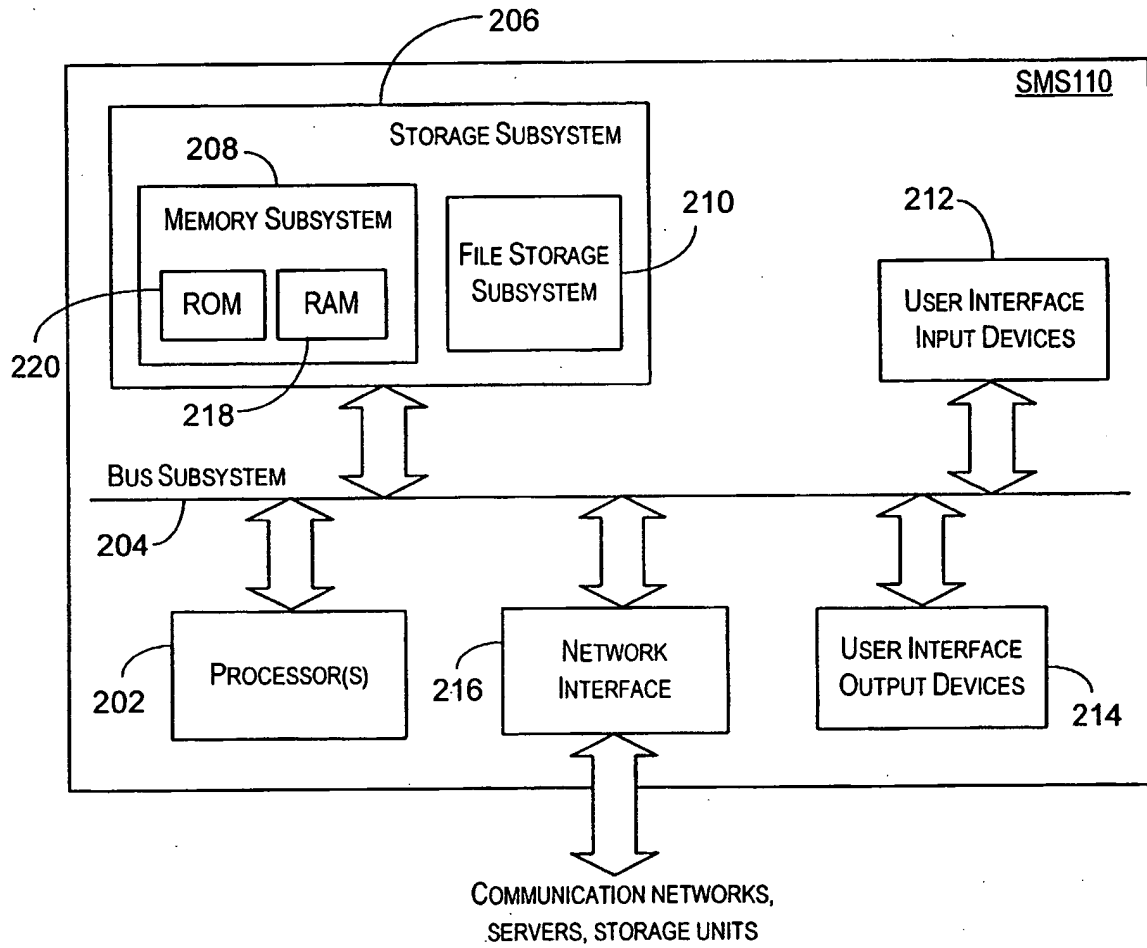 206
SMS110
STORAGE SUBSYSTEM
208
MEMORY SUBSYSTEM
ROM
RAM
220
218
FILE STORAGE
SUBSYSTEM
210
212
USER INTERFACE
INPUT DEVICES
BUS SUBSYSTEM
204
PROCESSOR(S)
202
NETWORK
INTERFACE
216
USER INTERFACE
OUTPUT DEVICES
214
COMMUNICATION NETWORKS,
SERVERS, STORAGE UNITS